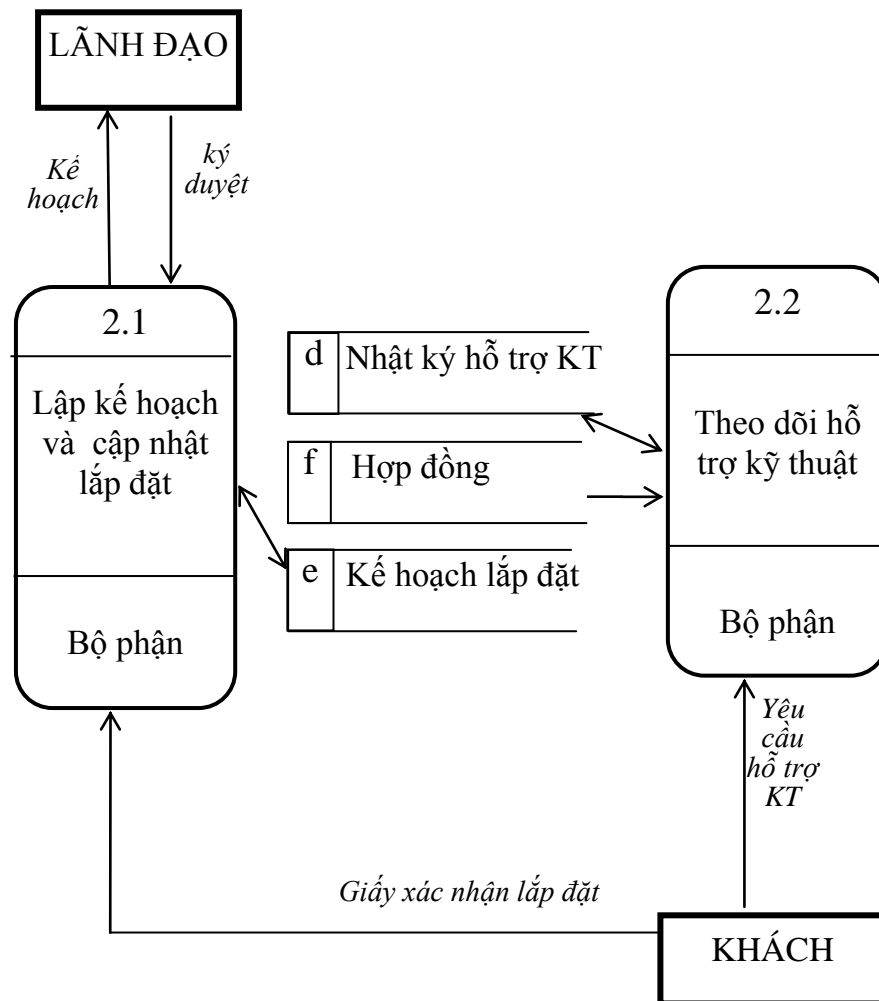 LÃNH ĐẠO
Kế
hoạch
ký
duyệt
2.1
Lập kế hoạch
và cập nhật
lắp đặt
Bộ phận
d
Nhật ký hỗ trợ KT
f
Hợp đồng
e
Kế hoạch lắp đặt
2.2
Theo dõi hỗ
trợ kỹ thuật
Bộ phận
Yêu
cầu
hỗ trợ
KT
Giấy xác nhận lắp đặt
KHÁCH